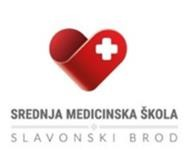 SREDNJA MEDICINSKA ŠKOLA
SLAVONSKI BROD